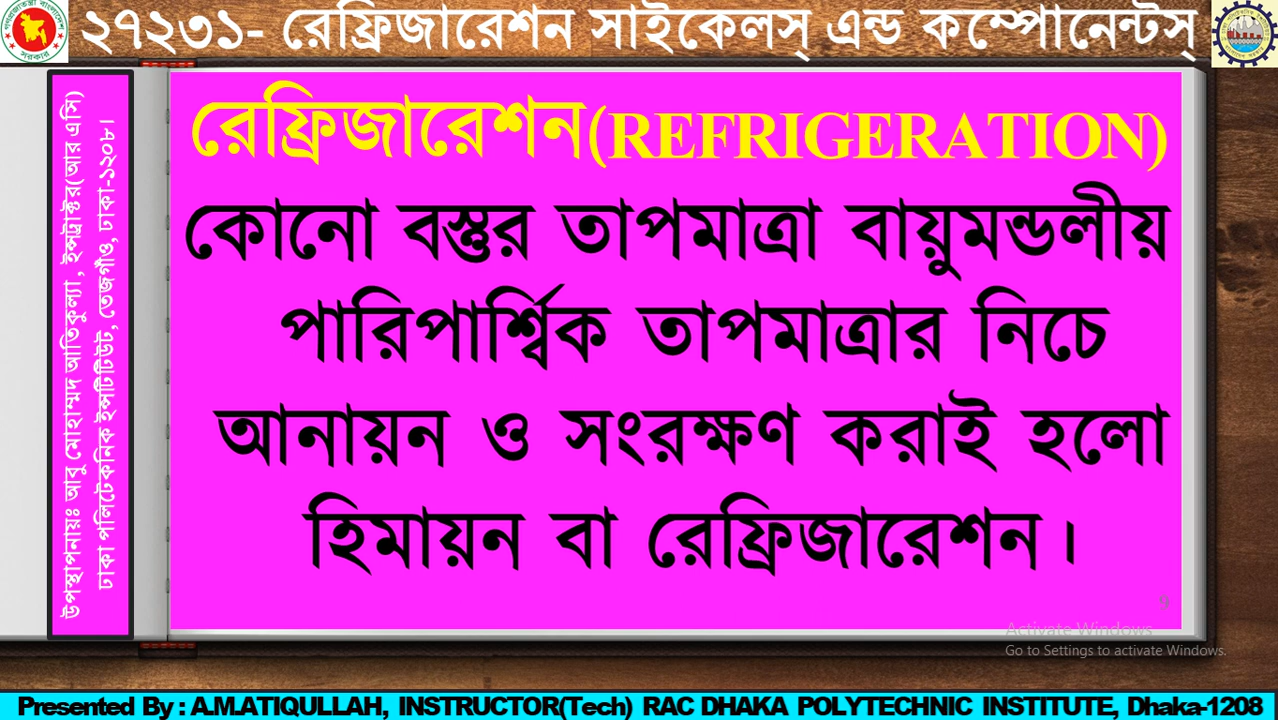 ২৭২৩১- রেফ্রিজারেশন সাইকেলস্ এন্ড কম্পোনেন্টস্
উপস্থাপনায়ঃ আবু মোহাম্মদ আতিকুল্যা, ইন্সট্রাক্টর(আর এসি)
ঢাকা পলিটেকনিক ইন্সটিটিউট, তেজগাঁও, ঢাকা-১২০৮।
রেফ্রিজারেশন(REFRIGERATION)
কোনো বস্তুর তাপমাত্রা বায়ুমন্ডলীয়
পারিপার্শ্বিক তাপমাত্রার নিচে
আনায়ন ও সংরক্ষণ করাই হলো
হিমায়ন বা রেফ্রিজারেশন।
Activate Windows
Go to Settings to activate Windows.
Presented By : A.M.ATIQULLAH, INSTRUCTOR(Tech) RAC DHAKA POLYTECHNIC INSTITUTE, Dhaka-1208